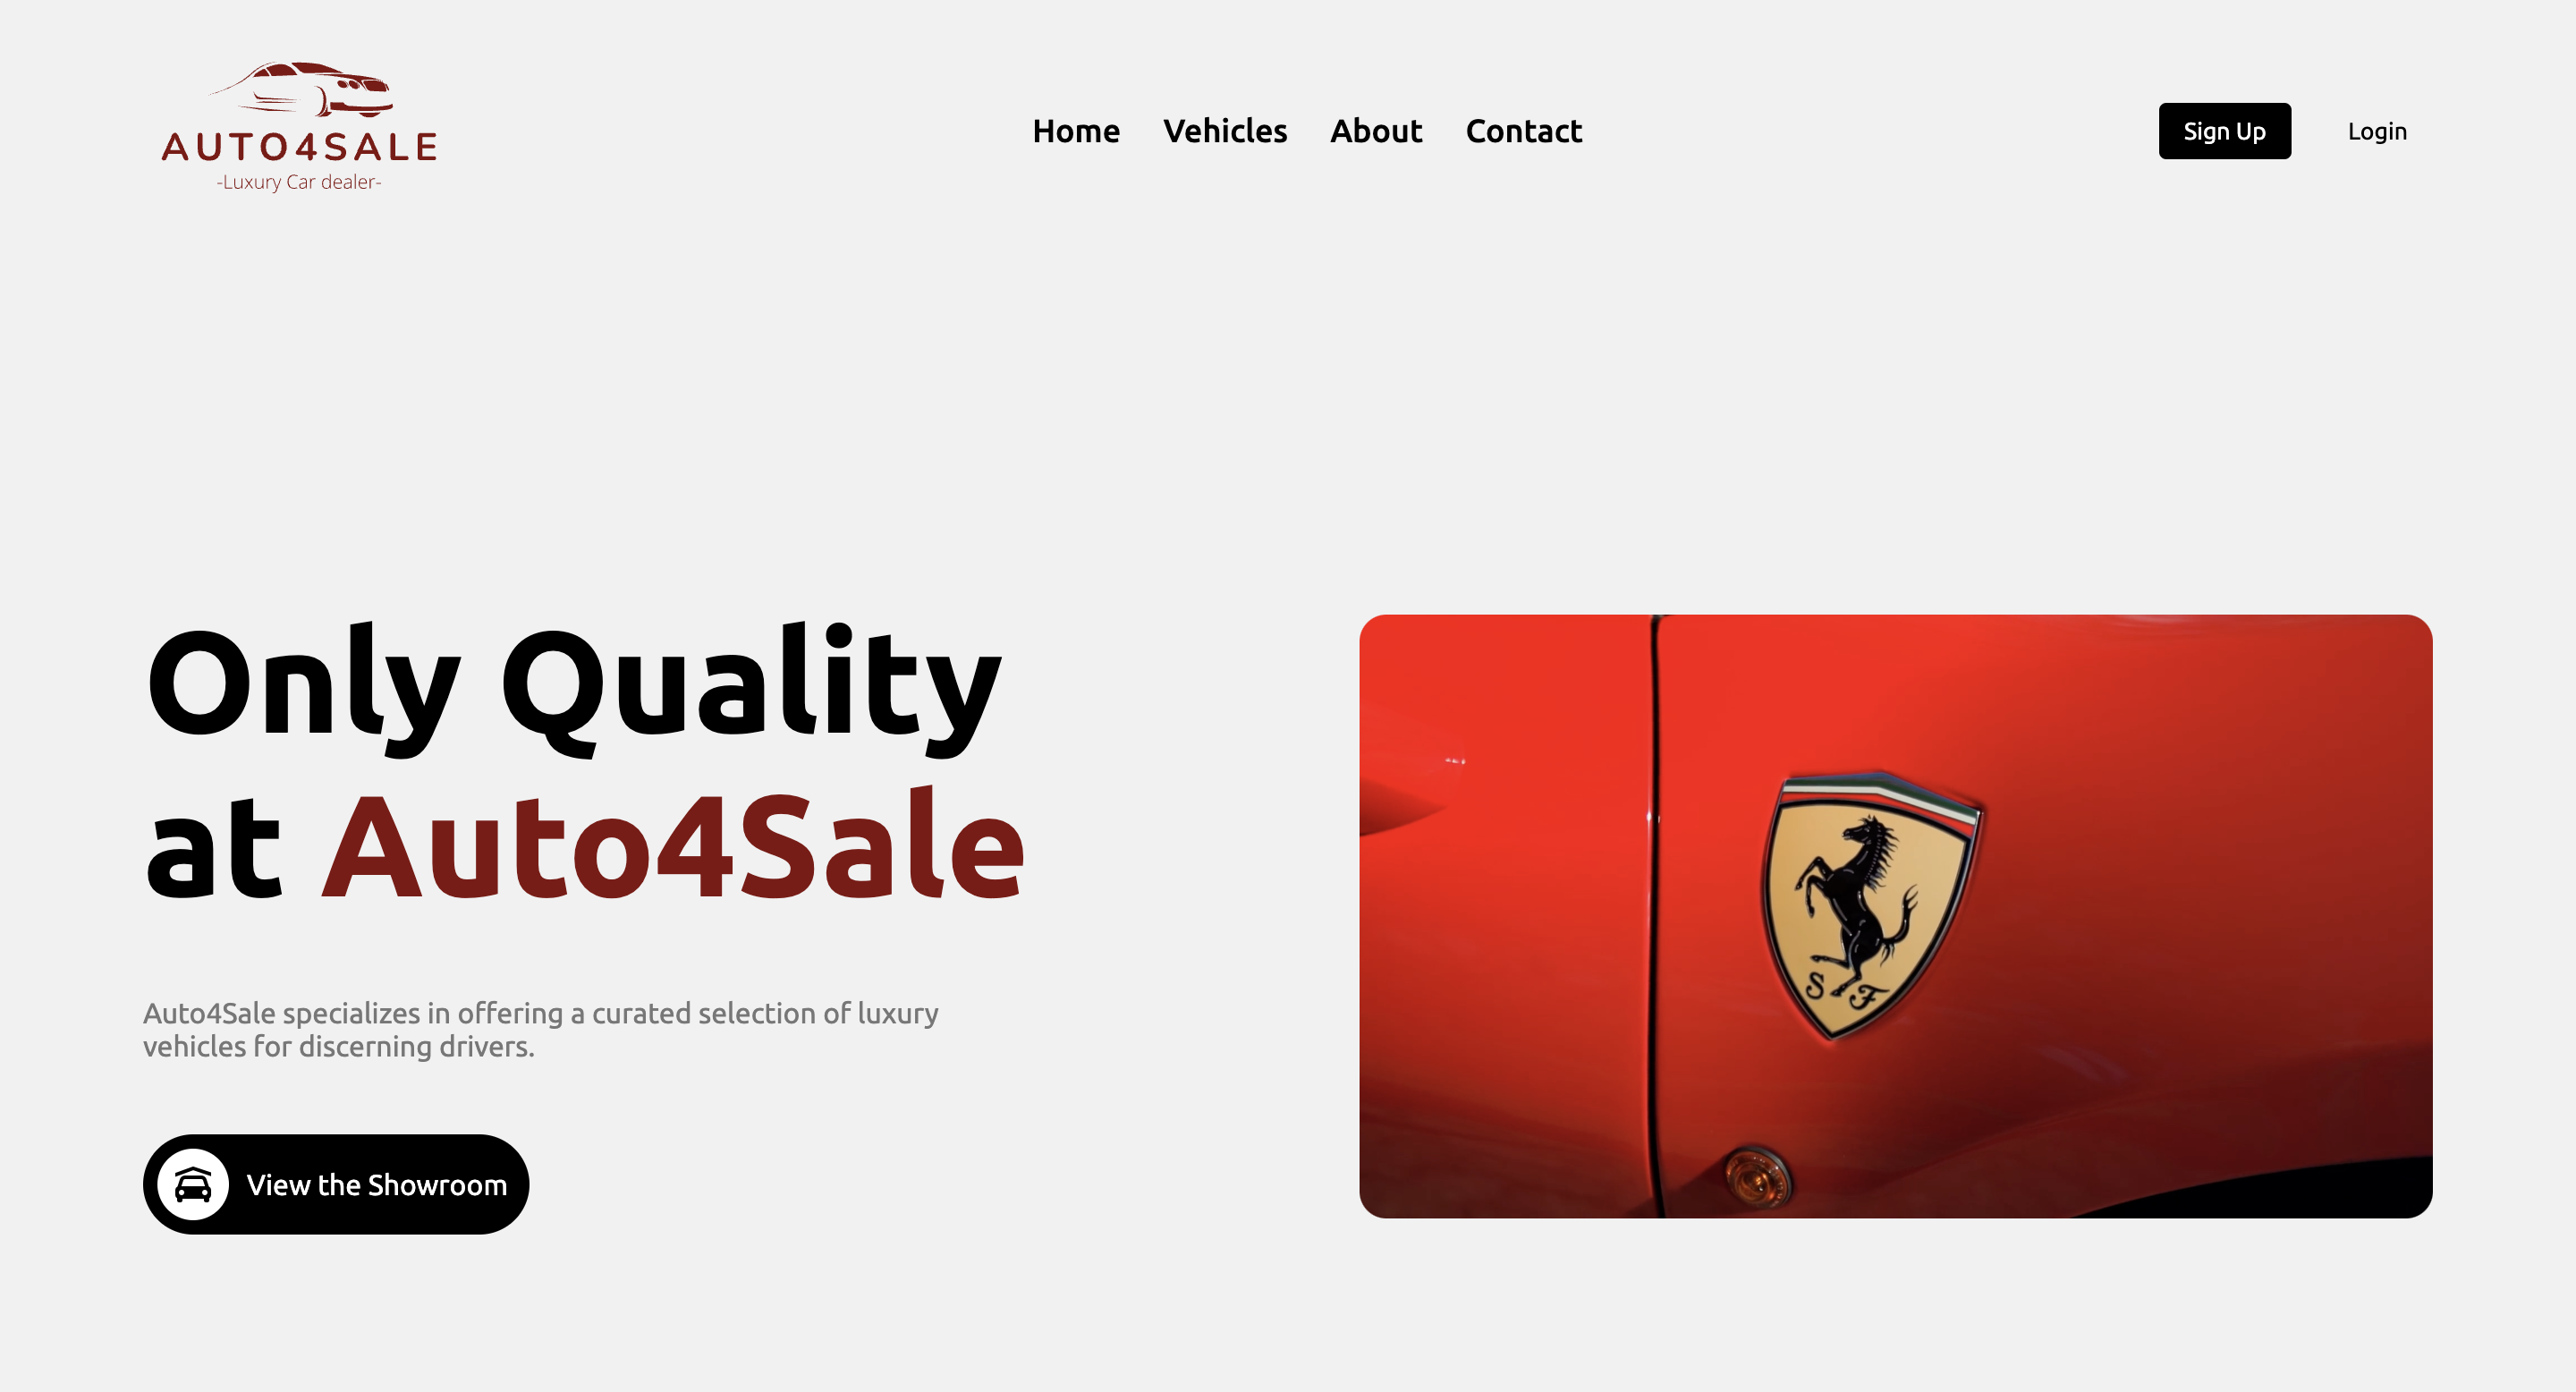 AUTO4SALE
-Luxury Car dealer-
Home Vehicles About Contact
Sign Up Login
Only Quality
at Auto4Sale
Auto4Sale specializes in offering a curated selection of luxury
vehicles for discerning drivers.
View the Showroom
S F